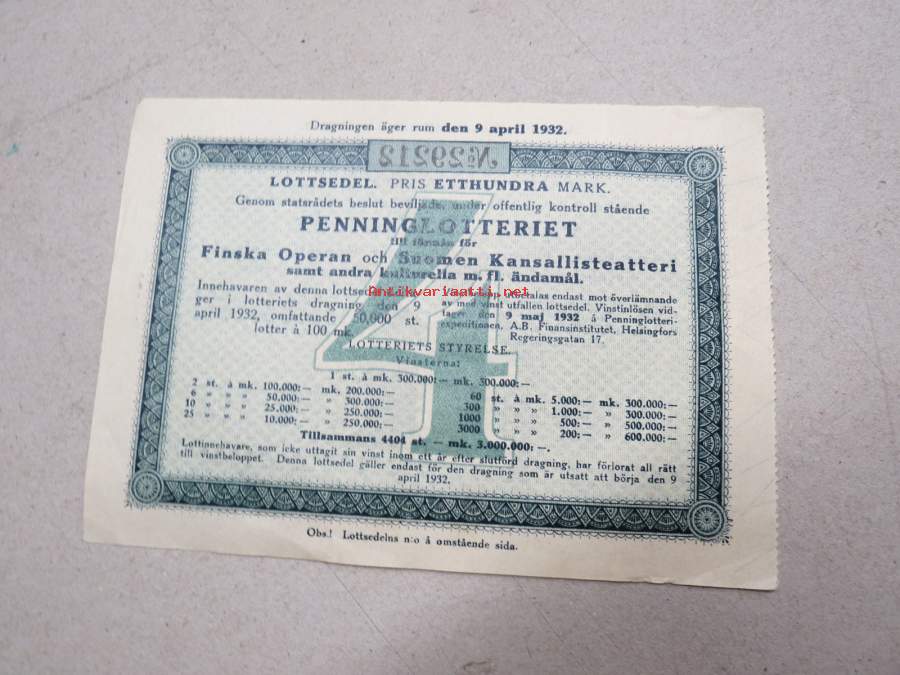 Dragningen äger rum den 9 april 1932.
No 29212
LOTTSEDEL. PRIS ETTHUNDRA MARK.
Genom statsrådets beslut beviljade, under offentlig kontroll stående
PENNINGLOTTERIET
till förmån för
Finska Operan och Suomen Kansallisteatteri
samt andra kulturella m. fl. ändamål.
Innehavaren av denna lottsedel
ger i lotteriets dragning den 9
april 1932, omfattande 50,000 st.
lotter à 100 mk.
utbetalas endast mot överlämnande
av med vinst utfallen lottsedel. Vinstinlösen vid-
tager den 9 maj 1932 å Penninglotteri-
expeditionen, A.B. Finansinstitutet, Helsingfors
Regeringsgatan 17.
Antikvariaatti.net
4
LOTTERIETS STYRELSE.
Vinsterna:
1 st. à mk. 300.000:— mk. 300.000:—
2 st. à mk. 100.000:— mk. 200.000:—
6 » » » 50.000:— » 300.000:—
10 » » » 25.000:— » 250.000:—
25 » » » 10.000:— » 250.000:—
60 st. à mk. 5.000:— mk. 300.000:—
300 » » » 1.000:— » 300.000:—
1000 » » » 500:— » 500.000:—
3000 » » » 200:— » 600.000:—
Tillsammans 4404 st. — mk. 3.000.000:—.
Lottinnehavare, som icke uttagit sin vinst inom ett år efter slutförd dragning, har förlorat all rätt
till vinstbeloppet. Denna lottsedel gäller endast för den dragning som är utsatt att börja den 9
april 1932.
Obs.! Lottsedelns n:o å omstående sida.